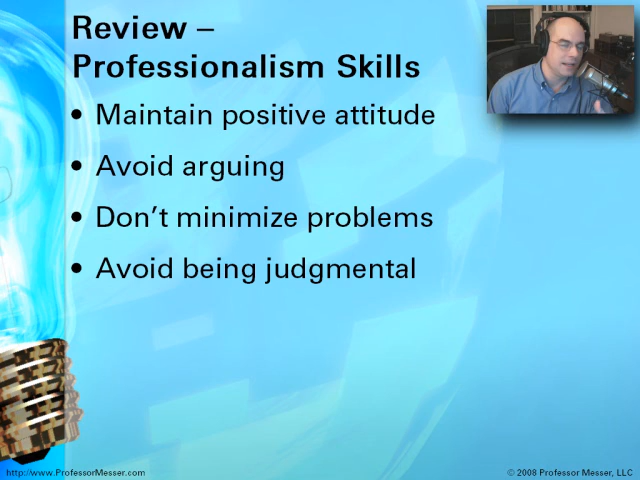 Review –
Professionalism Skills
• Maintain positive attitude
• Avoid arguing
• Don’t minimize problems
• Avoid being judgmental
http://www.ProfessorMesser.com
© 2008 Professor Messer, LLC